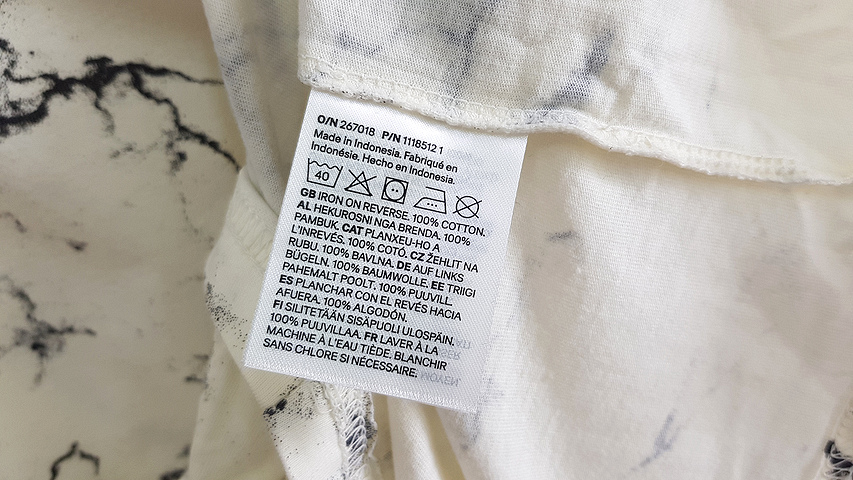 O/N 267018 P/N 1118512 1
Made in Indonesia. Fabriqué en
Indonésie. Hecho en Indonesia.
40
GB IRON ON REVERSE. 100% COTTON.
AL HEKUROSNI NGA BRENDA. 100%
PAMBUK. CAT PLANXEU-HO A
L'INREVÉS. 100% COTÓ. CZ ŽEHLIT NA
RUBU. 100% BAVLNA. DE AUF LINKS
BÜGELN. 100% BAUMWOLLE. EE TRIIGI
PAHEMALT POOLT. 100% PUUVILL.
ES PLANCHAR CON EL REVÉS HACIA
AFUERA. 100% ALGODÓN.
FI SILITETÄÄN SISÄPUOLI ULOSPÄIN.
100% PUUVILLAA. FR LAVER À LA
MACHINE À L'EAU TIÈDE. BLANCHIR
SANS CHLORE SI NÉCESSAIRE.